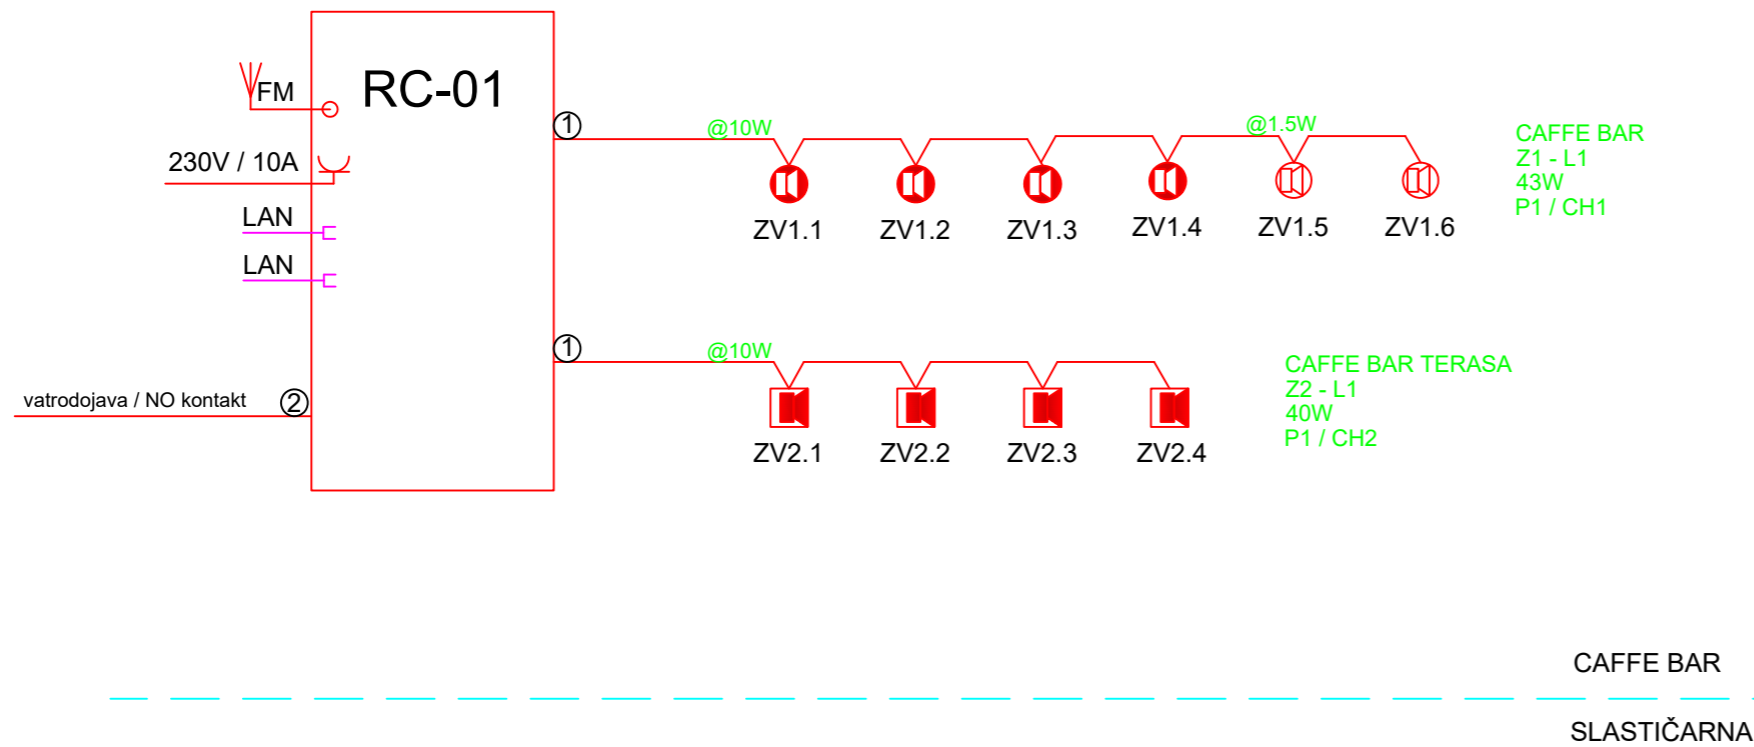 RC-01
FM
230V / 10A
LAN
LAN
vatrodojava / NO kontakt
2
1
@10W
@1.5W
ZV1.1
ZV1.2
ZV1.3
ZV1.4
ZV1.5
ZV1.6
CAFFE BAR
Z1 - L1
43W
P1 / CH1
1
@10W
ZV2.1
ZV2.2
ZV2.3
ZV2.4
CAFFE BAR TERASA
Z2 - L1
40W
P1 / CH2
CAFFE BAR
SLASTIČARNA